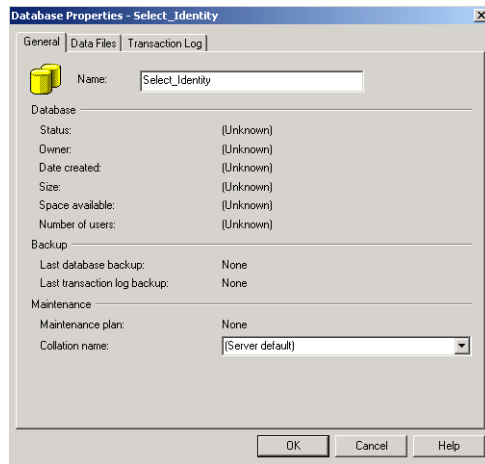 Database Properties - Select_Identity
General Data Files Transaction Log
Name: Select_Identity
Database
Status: (Unknown)
Owner: (Unknown)
Date created: (Unknown)
Size: (Unknown)
Space available: (Unknown)
Number of users: (Unknown)
Backup
Last database backup: None
Last transaction log backup: None
Maintenance
Maintenance plan: None
Collation name: (Server default)
OK Cancel Help